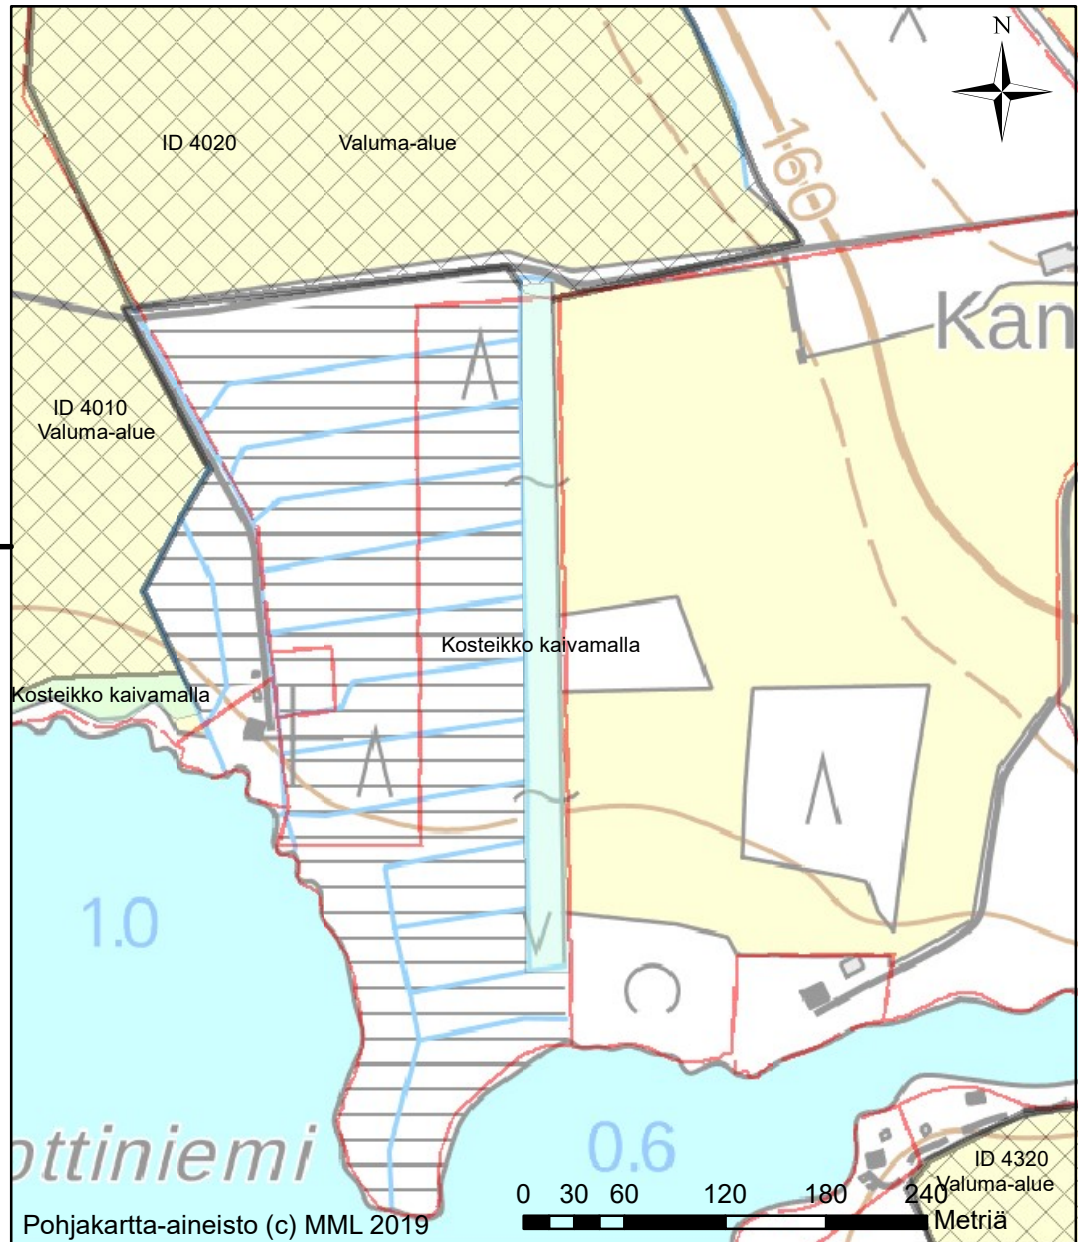 N
ID 4020 Valuma-alue
160
Kan
ID 4010
Valuma-alue
Kosteikko kaivamalla
Kosteikko kaivamalla
1.0
ottiniemi
0.6
ID 4320
Valuma-alue
0 30 60 120 180 240
Metriä
Pohjakartta-aineisto (c) MML 2019